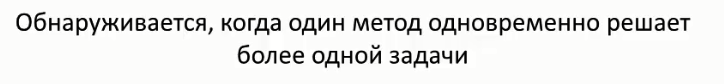 Обнаруживается, когда один метод одновременно решает
более одной задачи